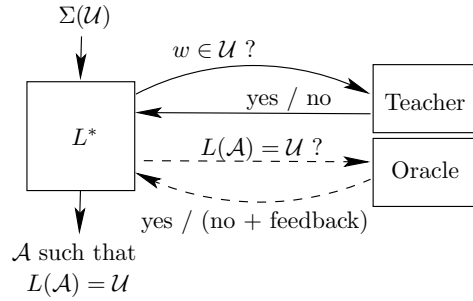 Σ(𝒰)
w ∈ 𝒰 ?
yes / no
Teacher
L*
L(𝒜) = 𝒰 ?
Oracle
yes / (no + feedback)
𝒜 such that
L(𝒜) = 𝒰